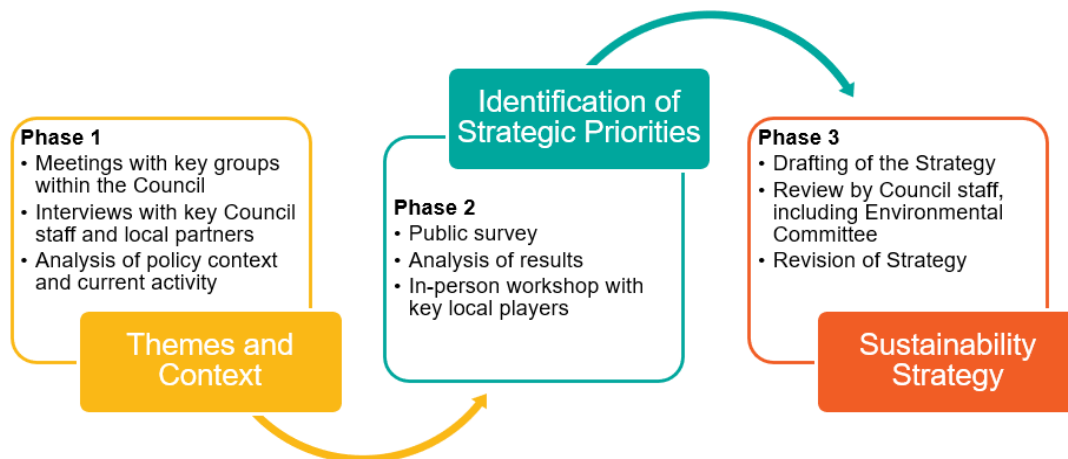 Phase 1
• Meetings with key groups
within the Council
• Interviews with key Council
staff and local partners
• Analysis of policy context
and current activity
Themes and
Context
Identification of
Strategic Priorities
Phase 2
• Public survey
• Analysis of results
• In-person workshop with
key local players
Phase 3
• Drafting of the Strategy
• Review by Council staff,
including Environmental
Committee
• Revision of Strategy
Sustainability
Strategy